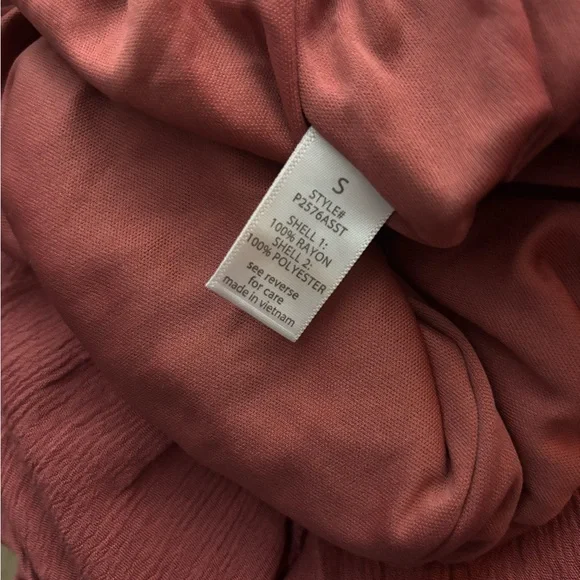 S
STYLE#
P2576ASST
SHELL 1:
100% RAYON
SHELL 2:
100% POLYESTER
see reverse
for care
made in vietnam